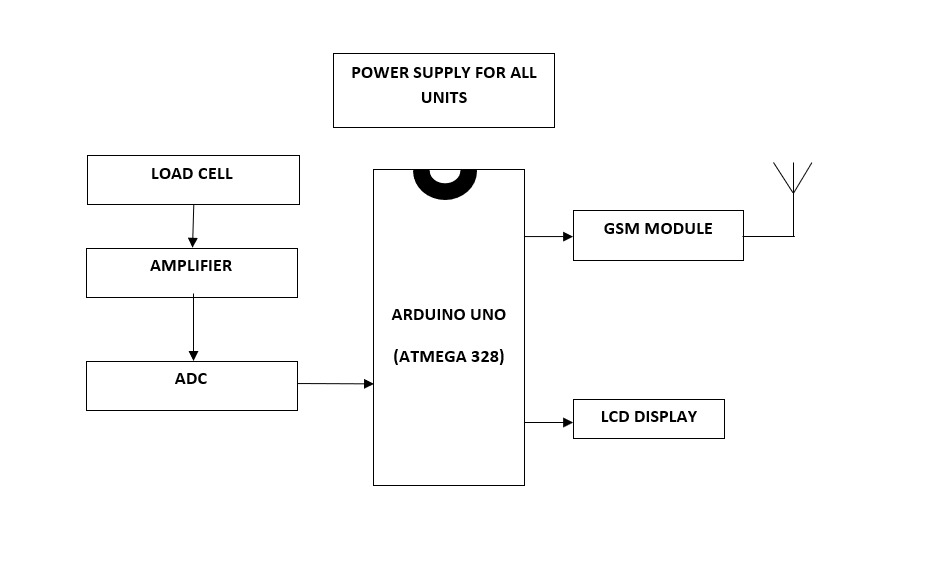 POWER SUPPLY FOR ALL
UNITS
LOAD CELL
AMPLIFIER
ADC
ARDUINO UNO
(ATMEGA 328)
GSM MODULE
LCD DISPLAY